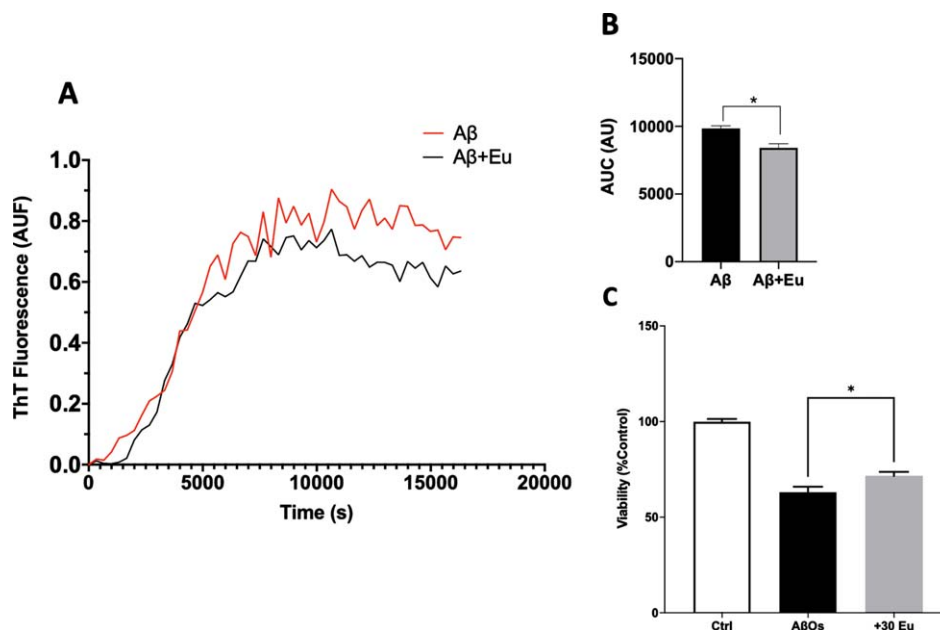 A
Aβ
Aβ+Eu
ThT Fluorescence (AUF)
1.0
0.8
0.6
0.4
0.2
0.0
0 5000 10000 15000 20000
Time (s)
B
AUC (AU)
15000
10000
5000
0
*
Aβ Aβ+Eu
C
Viability (%Control)
150
100
50
0
*
Ctrl AβOs +30 Eu